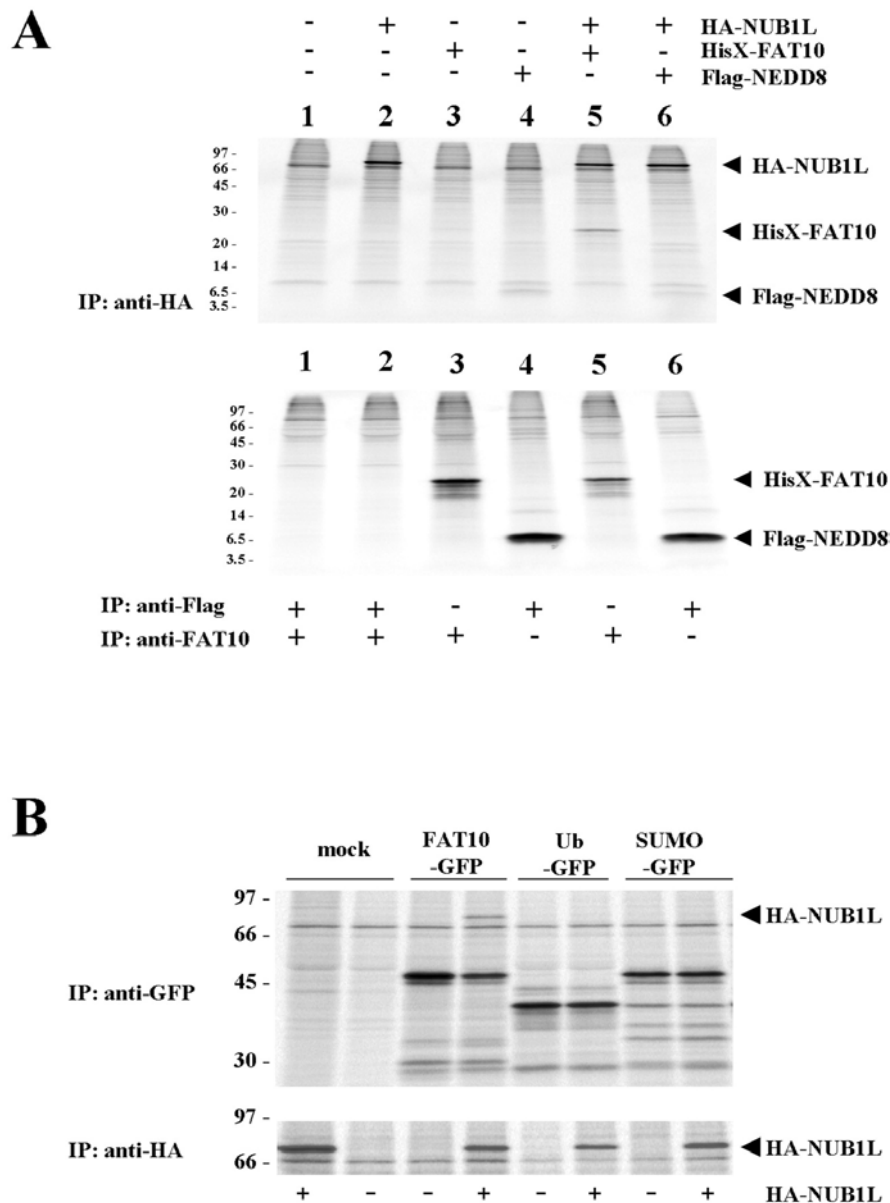 A
- + - - + + HA-NUB1L
- - + - + - HisX-FAT10
- - - + - + Flag-NEDD8
1 2 3 4 5 6
97 -
66 -
45 -
30 -
20 -
14 -
6.5 -
3.5 -
IP: anti-HA
HA-NUB1L
HisX-FAT10
Flag-NEDD8
1 2 3 4 5 6
97 -
66 -
45 -
30 -
20 -
14 -
6.5 -
3.5 -
HisX-FAT10
Flag-NEDD8
IP: anti-Flag + + - + - +
IP: anti-FAT10 + + + - + -
B
mock
FAT10
-GFP
Ub
-GFP
SUMO
-GFP
97 -
66 -
45 -
30 -
IP: anti-GFP
HA-NUB1L
97 -
66 -
IP: anti-HA
HA-NUB1L
+ - - + - + - + HA-NUB1L